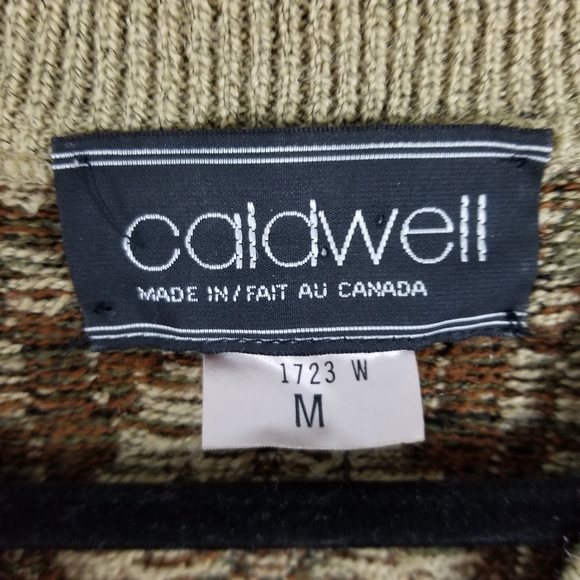 caldwell
MADE IN / FAIT AU CANADA
1723 W
M